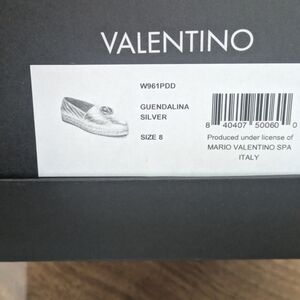 VALENTINO
W961PDD
GUENDALINA
SILVER
SIZE 8
8 40407 50060 0
Produced under license of
MARIO VALENTINO SPA
ITALY